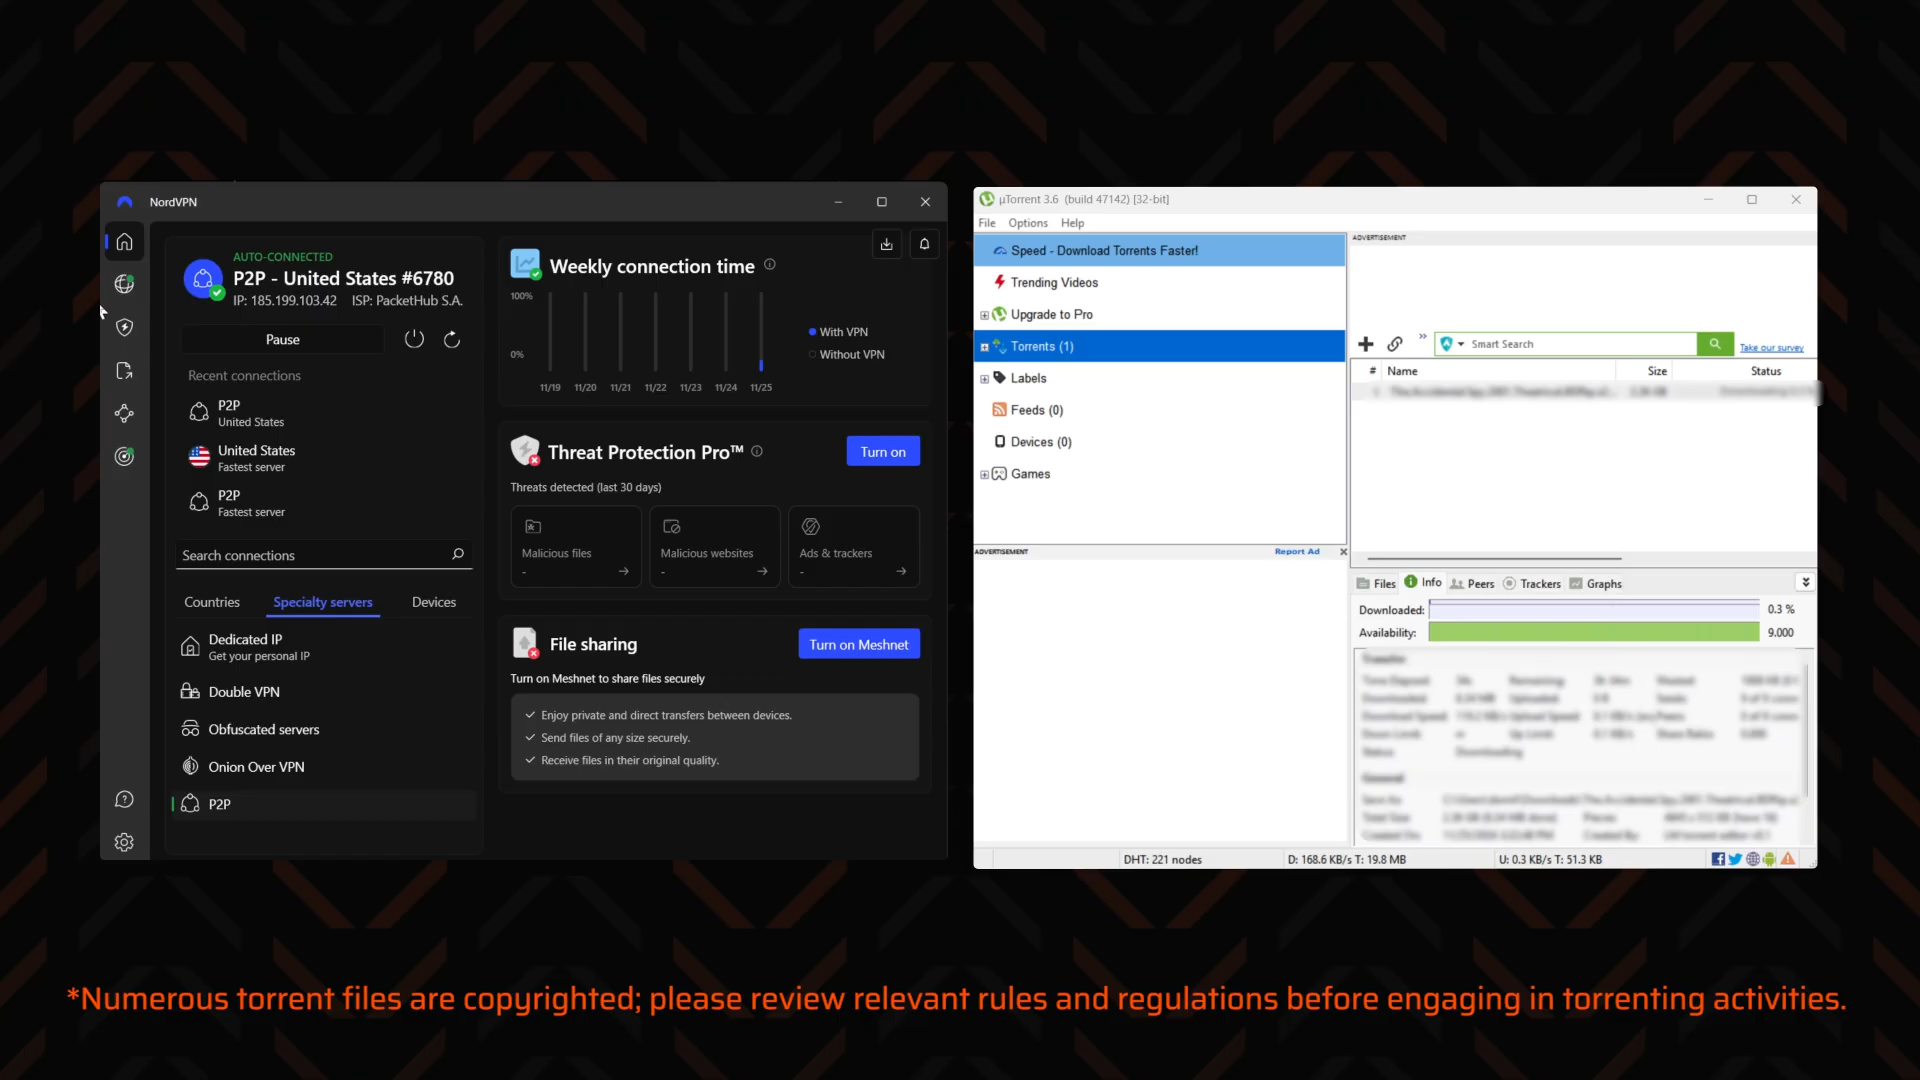 NordVPN
AUTO-CONNECTED
P2P - United States #6780
IP: 185.199.103.42 ISP: PacketHub S.A.
Pause
Recent connections
P2P
United States
United States
Fastest server
P2P
Fastest server
Search connections
Countries Specialty servers Devices
Dedicated IP
Get your personal IP
Double VPN
Obfuscated servers
Onion Over VPN
P2P
Weekly connection time
100%
0%
11/19 11/20 11/21 11/22 11/23 11/24 11/25
With VPN
Without VPN
Threat Protection Pro™
Turn on
Threats detected (last 30 days)
Malicious files
-
Malicious websites
-
Ads & trackers
-
File sharing
Turn on Meshnet
Turn on Meshnet to share files securely
Enjoy private and direct transfers between devices.
Send files of any size securely.
Receive files in their original quality.
µTorrent 3.6 (build 47142) [32-bit]
File Options Help
Speed - Download Torrents Faster!
Trending Videos
Upgrade to Pro
Torrents (1)
Labels
Feeds (0)
Devices (0)
Games
ADVERTISEMENT
Report Ad
ADVERTISEMENT
Smart Search
Take our survey
# Name Size Status
Files Info Peers Trackers Graphs
Downloaded: 0.3 %
Availability: 9.000
DHT: 221 nodes D: 168.6 KB/s T: 19.8 MB U: 0.3 KB/s T: 51.3 KB
*Numerous torrent files are copyrighted; please review relevant rules and regulations before engaging in torrenting activities.